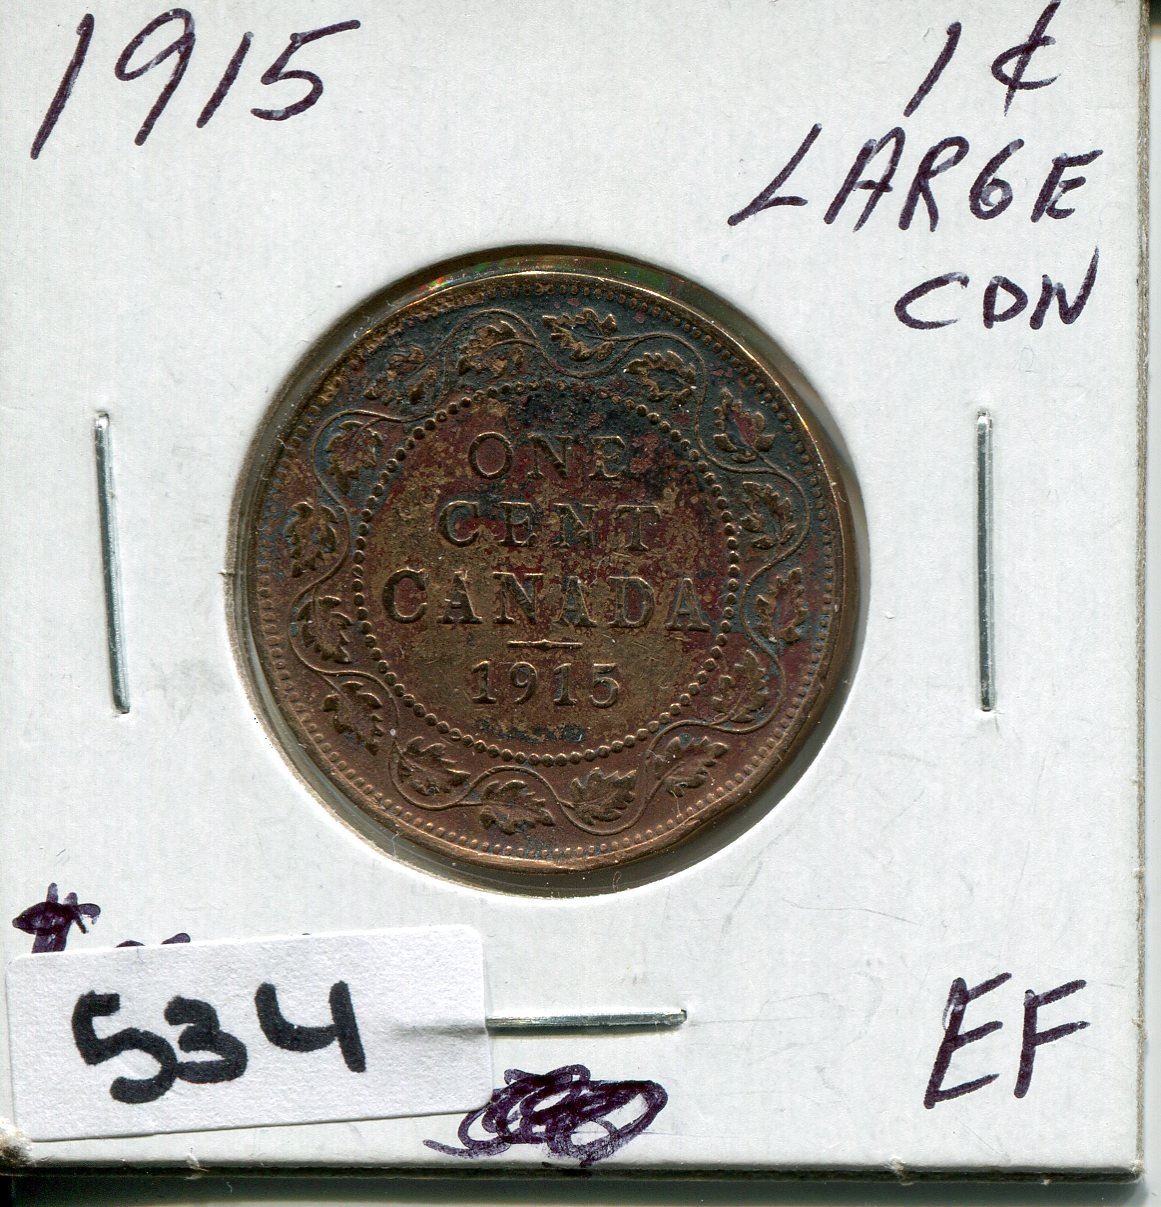 1915
1¢
LARGE
CDN
ONE
CENT
CANADA
1915
534
EF